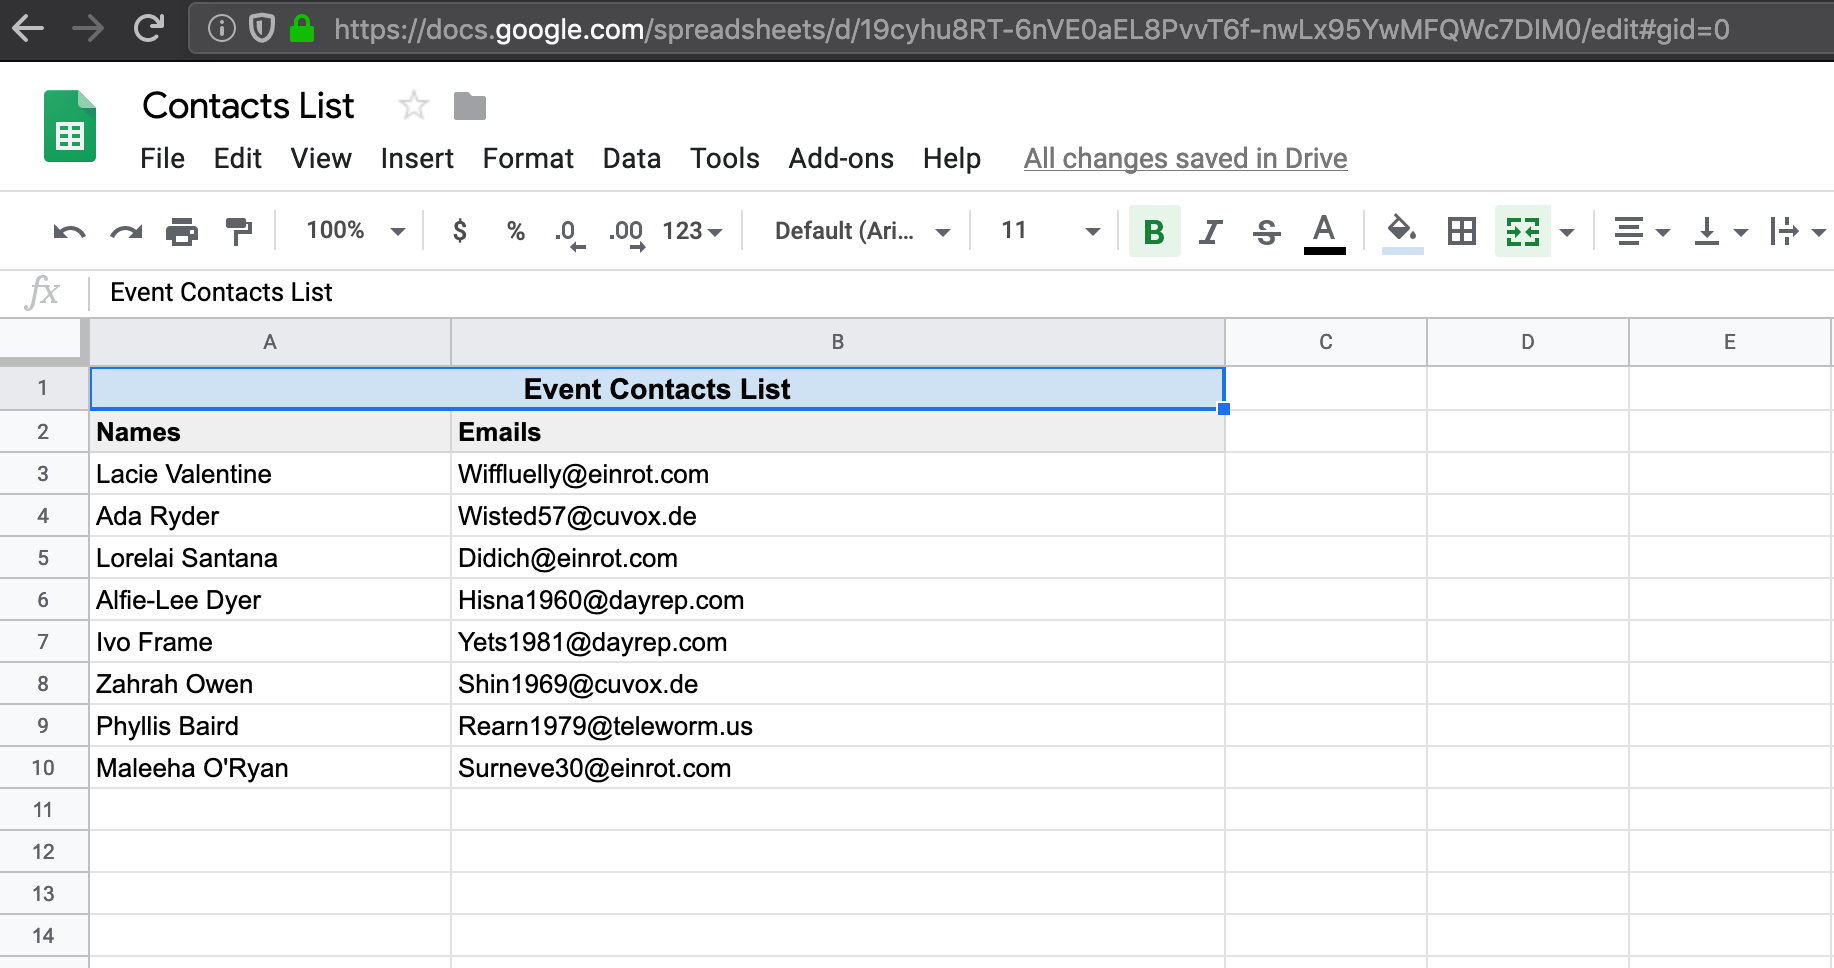 https://docs.google.com/spreadsheets/d/19cyhu8RT-6nVE0aEL8PvvT6f-nwLx95YwMFQWc7DIM0/edit#gid=0
Contacts List
File Edit View Insert Format Data Tools Add-ons Help All changes saved in Drive
100% $ % .0 .00 123 Default (Ari... 11 B I S A
fx Event Contacts List
A B C D E
1 Event Contacts List
2 Names Emails
3 Lacie Valentine Wiffluelly@einrot.com
4 Ada Ryder Wisted57@cuvox.de
5 Lorelai Santana Didich@einrot.com
6 Alfie-Lee Dyer Hisna1960@dayrep.com
7 Ivo Frame Yets1981@dayrep.com
8 Zahrah Owen Shin1969@cuvox.de
9 Phyllis Baird Rearn1979@teleworm.us
10 Maleeha O'Ryan Surneve30@einrot.com
11
12
13
14